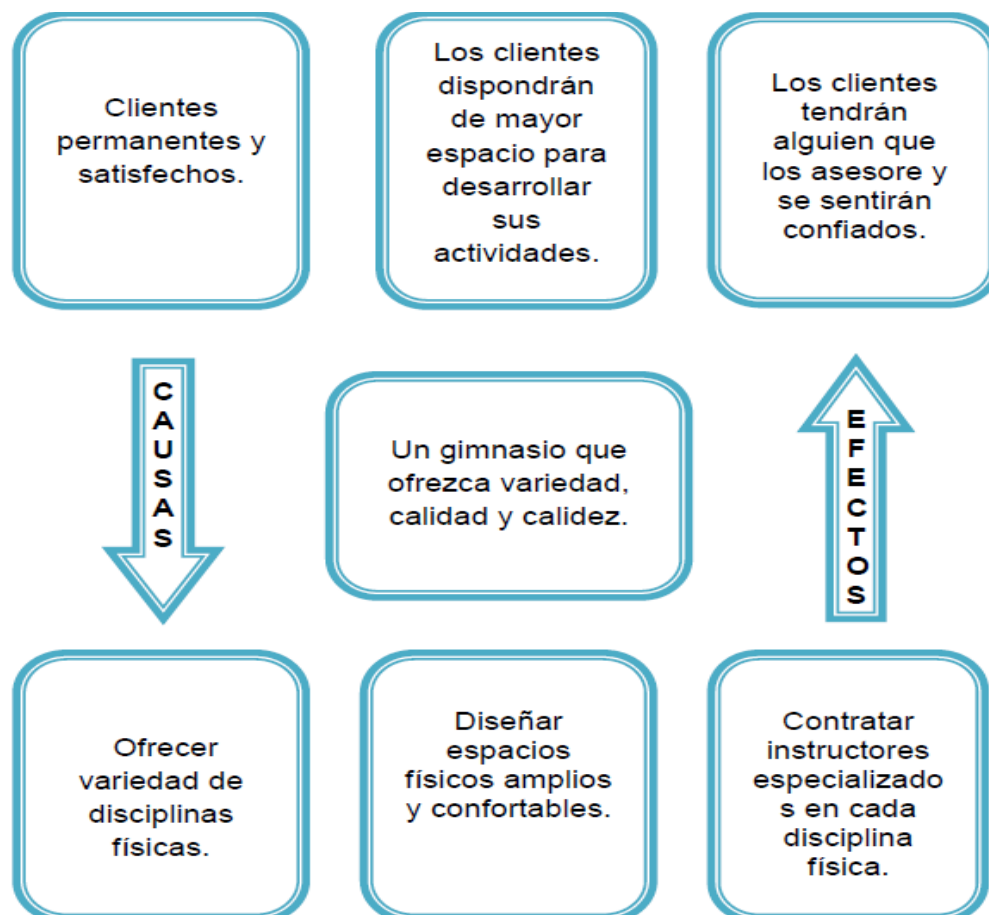 Clientes
permanentes y
satisfechos.
Los clientes
dispondrán
de mayor
espacio para
desarrollar
sus
actividades.
Los clientes
tendrán
alguien que
los asesore y
se sentirán
confiados.
CAUSAS
Un gimnasio que
ofrezca variedad,
calidad y calidez.
EFECTOS
Ofrecer
variedad de
disciplinas
físicas.
Diseñar
espacios
físicos amplios
y confortables.
Contratar
instructores
especializado
s en cada
disciplina
física.